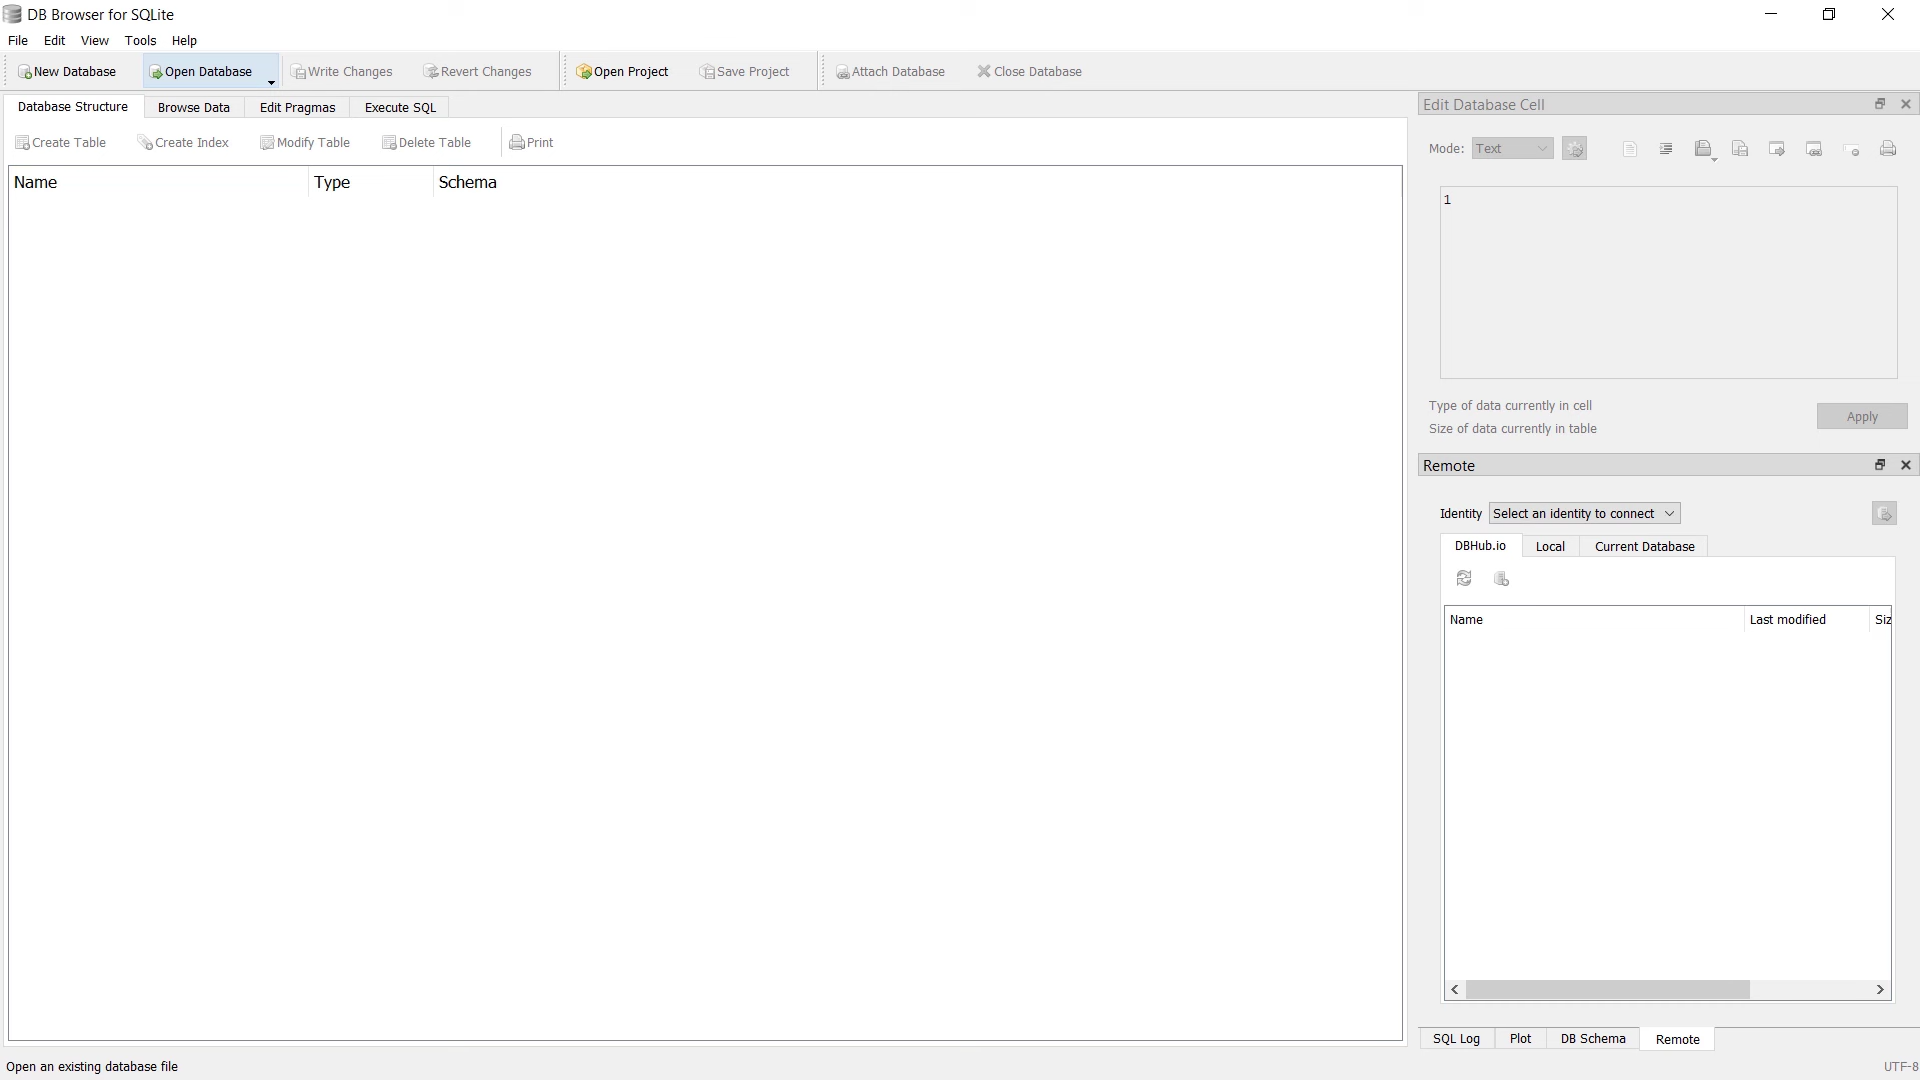 DB Browser for SQLite
File Edit View Tools Help
New Database Open Database Write Changes Revert Changes Open Project Save Project Attach Database Close Database
Database Structure Browse Data Edit Pragmas Execute SQL
Create Table Create Index Modify Table Delete Table Print
Name Type Schema
Edit Database Cell
Mode: Text
1
Type of data currently in cell
Size of data currently in table
Apply
Remote
Identity Select an identity to connect
DBHub.io Local Current Database
Name Last modified Siz
SQL Log Plot DB Schema Remote
Open an existing database file
UTF-8